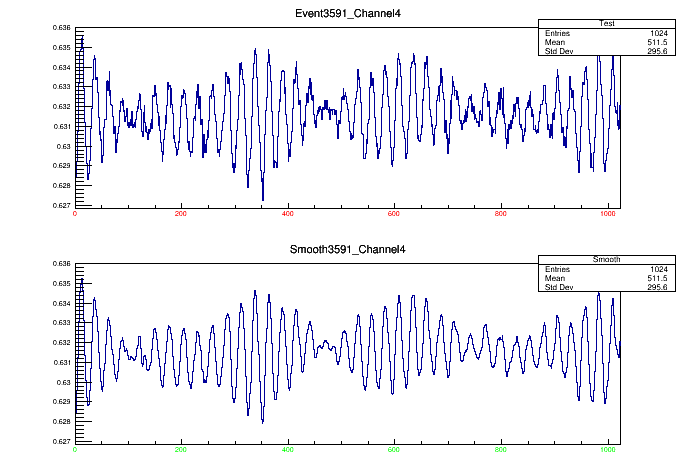 Event3591_Channel4
Test
Entries 1024
Mean 511.5
Std Dev 295.6
0.636
0.635
0.634
0.633
0.632
0.631
0.63
0.629
0.628
0.627
0 200 400 600 800 1000
Smooth3591_Channel4
Smooth
Entries 1024
Mean 511.5
Std Dev 295.6
0.636
0.635
0.634
0.633
0.632
0.631
0.63
0.629
0.628
0.627
0 200 400 600 800 1000